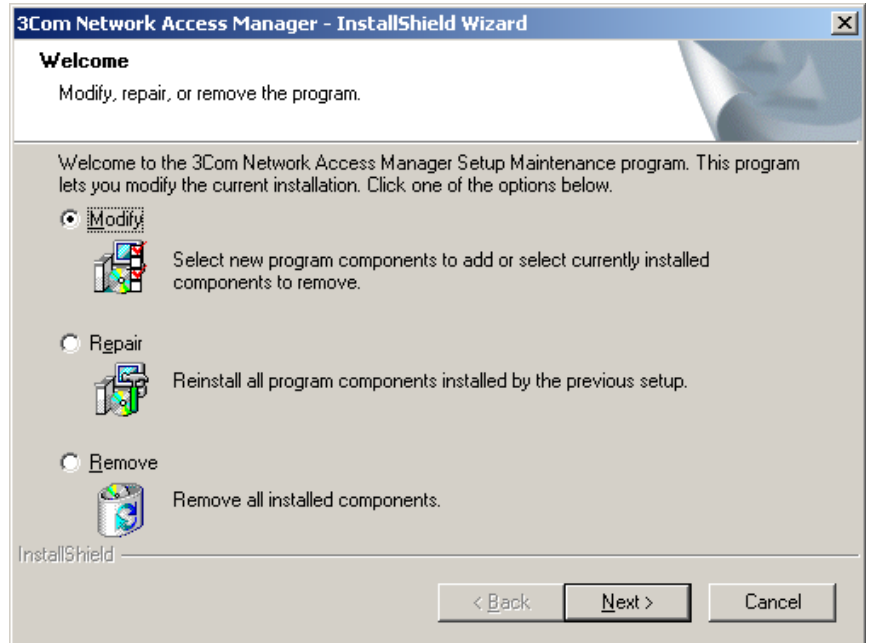 3Com Network Access Manager - InstallShield Wizard
Welcome
Modify, repair, or remove the program.
Welcome to the 3Com Network Access Manager Setup Maintenance program. This program
lets you modify the current installation. Click one of the options below.
Modify
Select new program components to add or select currently installed
components to remove.
Repair
Reinstall all program components installed by the previous setup.
Remove
Remove all installed components.
InstallShield
< Back Next > Cancel